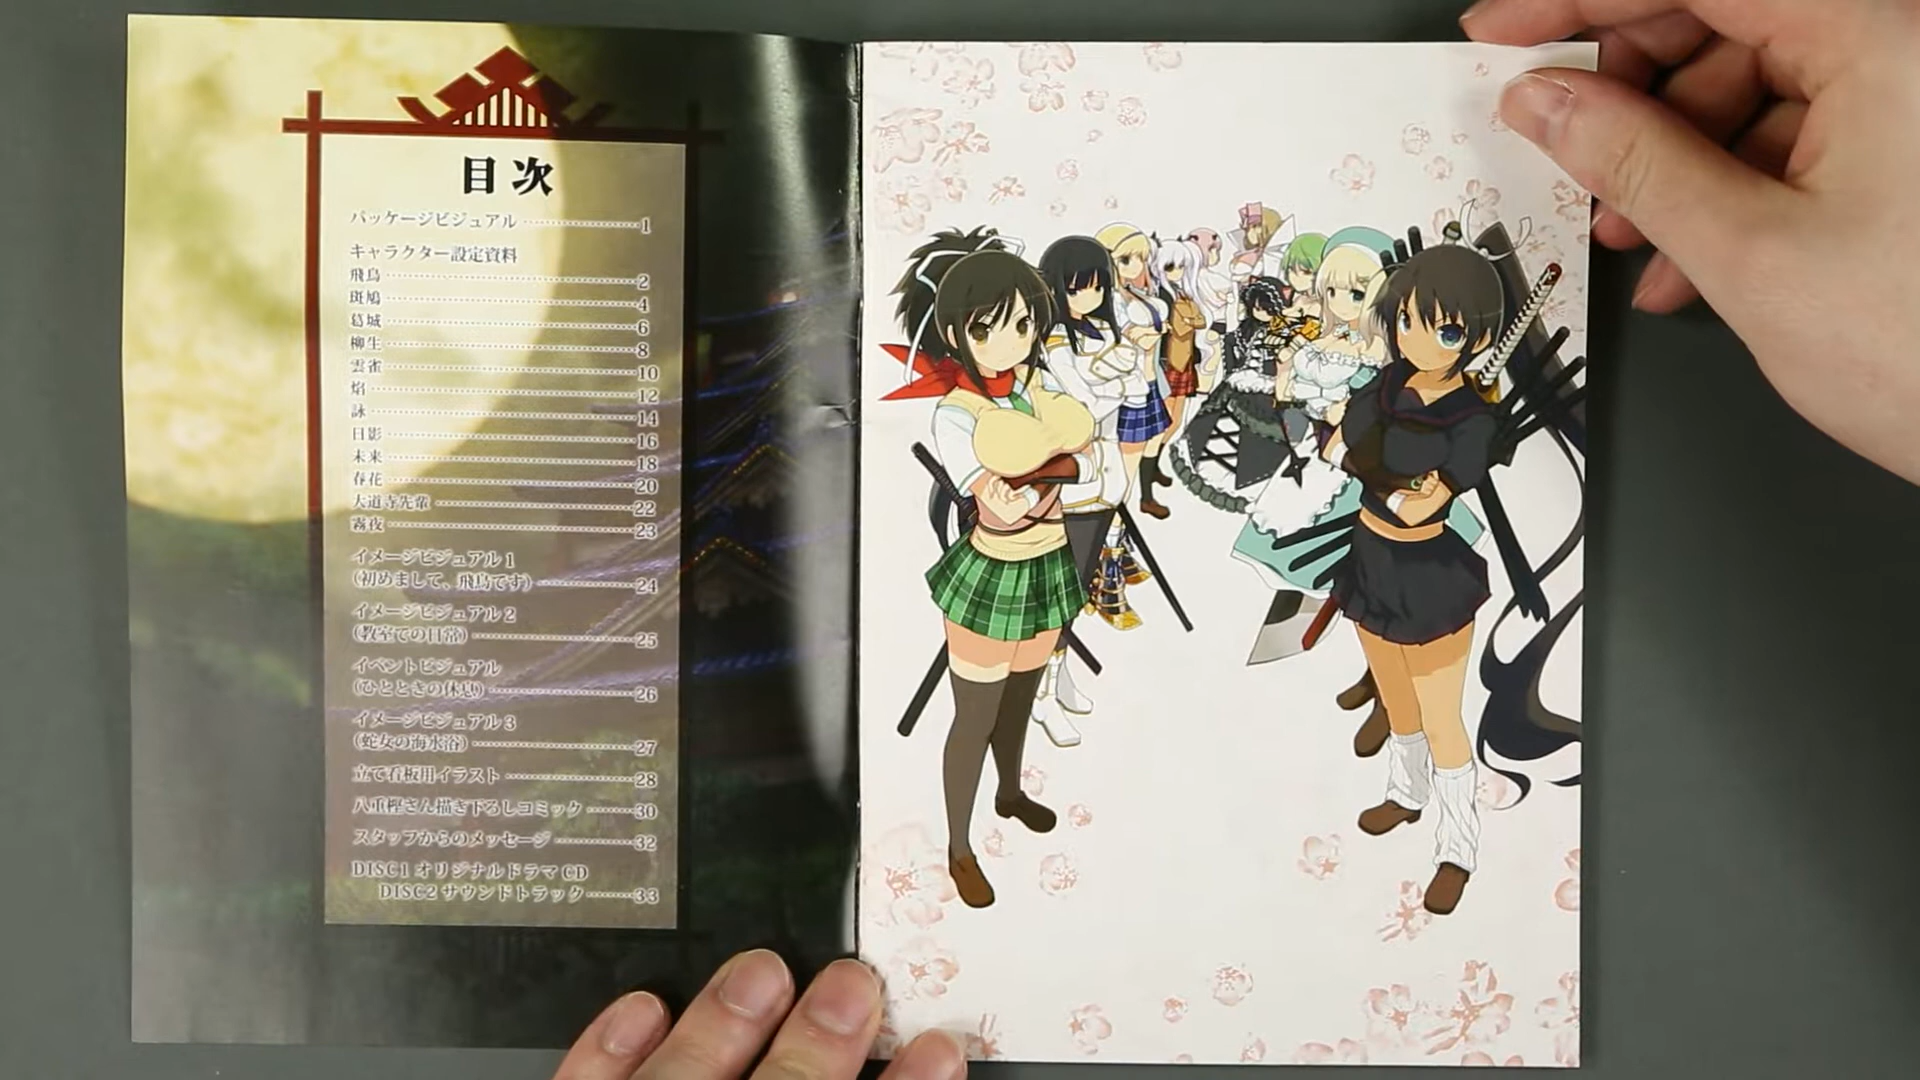 目次
パッケージビジュアル 1
キャラクター設定資料
飛鳥 2
斑鳩 4
葛城 6
柳生 8
雲雀 10
焔 12
詠 14
日影 16
未来 18
春花 20
大道寺先輩 22
霧夜 23
イメージビジュアル1
(初めまして、飛鳥です) 24
イメージビジュアル2
(教室での日常) 25
イベントビジュアル
(ひとときの休息) 26
イメージビジュアル3
(蛇女の海水浴) 27
立て看板用イラスト 28
八重樫さん描き下ろしコミック 30
スタッフからのメッセージ 32
DISC1 オリジナルドラマCD
DISC2 サウンドトラック 33